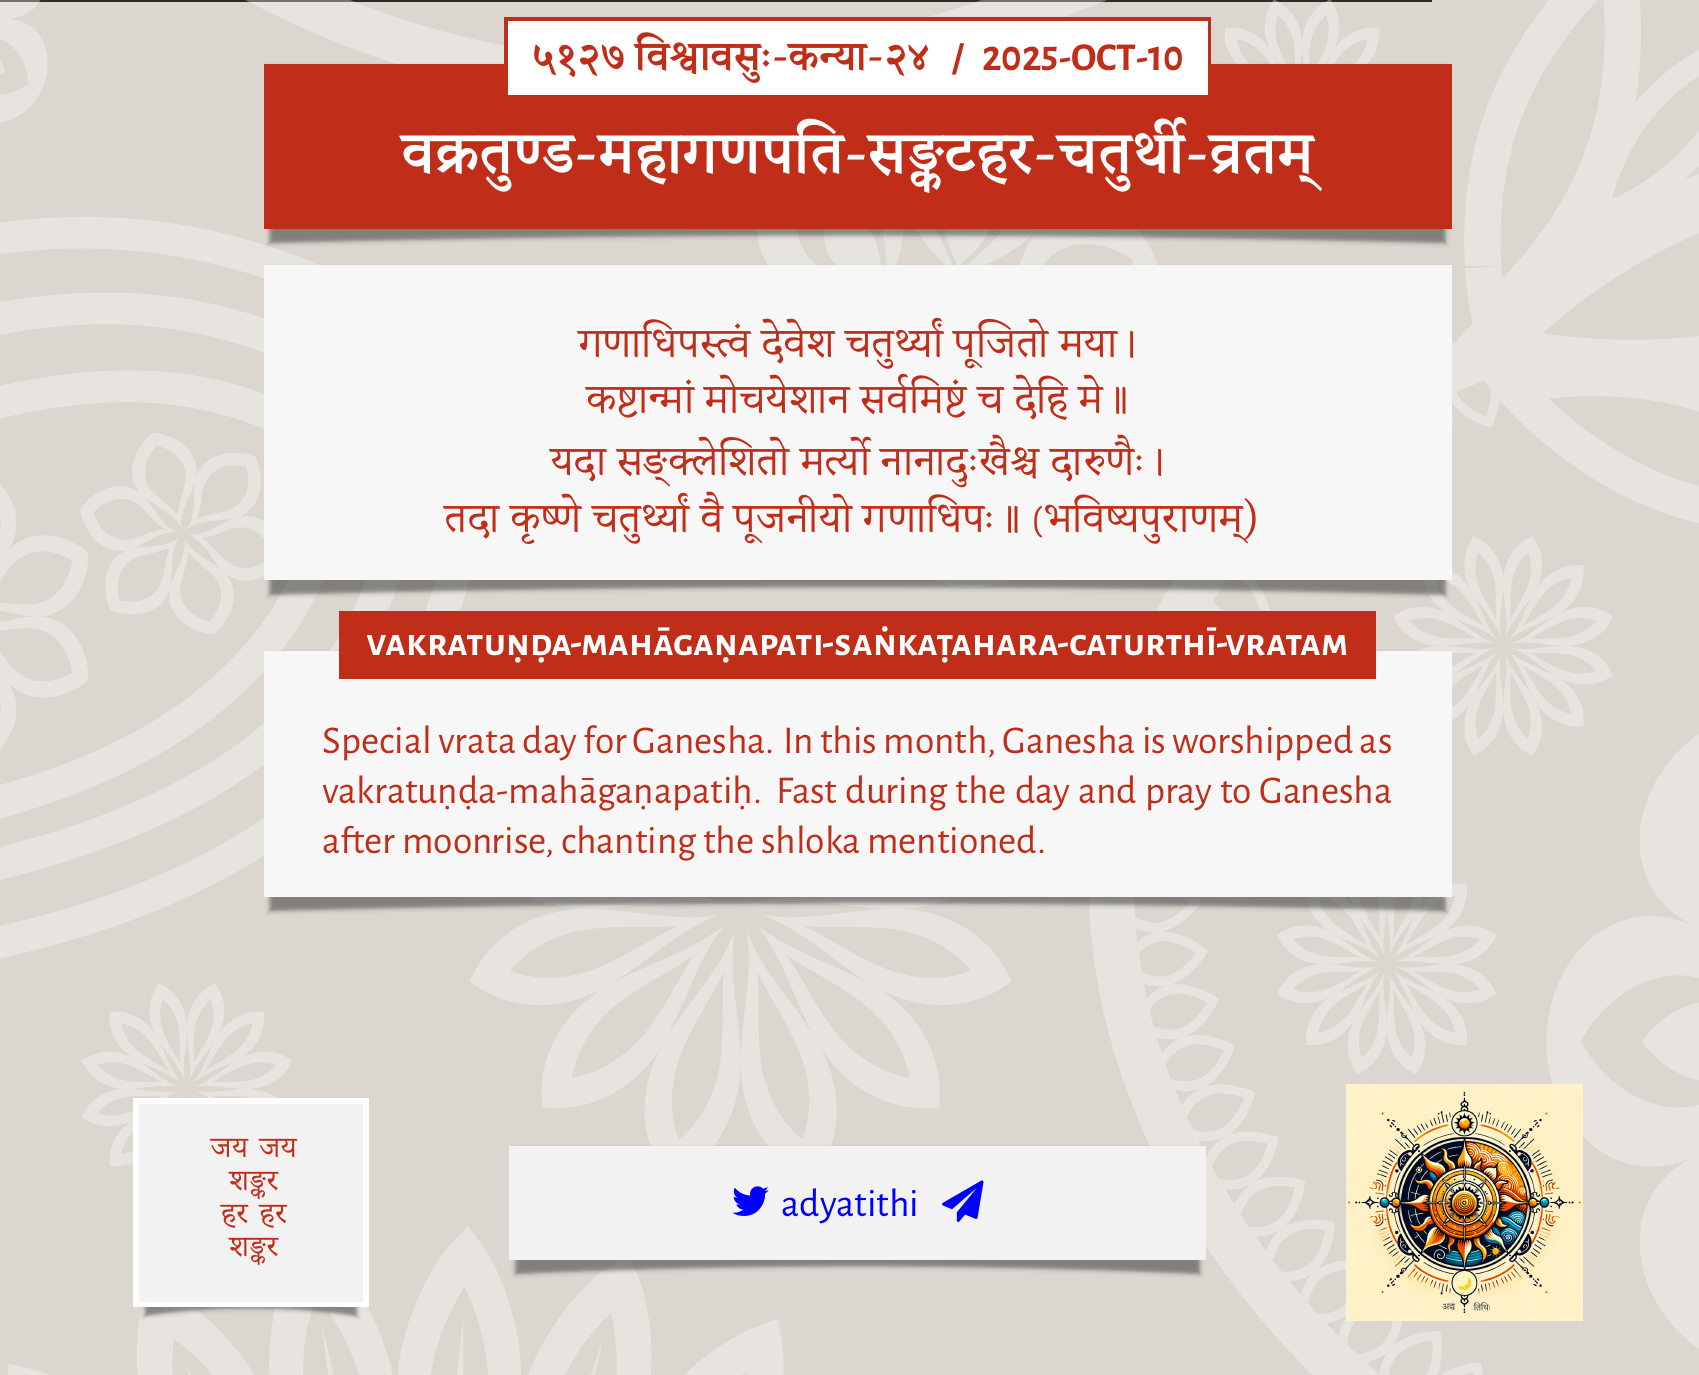 ५१२७ विश्वावसुः-कन्या-२४ / 2025-OCT-10
वक्रतुण्ड-महागणपति-सङ्कटहर-चतुर्थी-व्रतम्
गणाधिपस्त्वं देवेश चतुर्थ्यां पूजितो मया।
कष्टान्मां मोचयेशान सर्वमिष्टं च देहि मे॥
यदा सङ्क्लेशितो मर्त्यो नानादुःखैश्च दारुणैः।
तदा कृष्णे चतुर्थ्यां वै पूजनीयो गणाधिपः॥ (भविष्यपुराणम्)
VAKRATUṆḌA-MAHĀGAṆAPATI-SAṄKAṬAHARA-CATURTHĪ-VRATAM
Special vrata day for Ganesha. In this month, Ganesha is worshipped as
vakratuṇḍa-mahāgaṇapatiḥ. Fast during the day and pray to Ganesha
after moonrise, chanting the shloka mentioned.
जय जय
शङ्कर
हर हर
शङ्कर
adyatithi
अद्य तिथिः